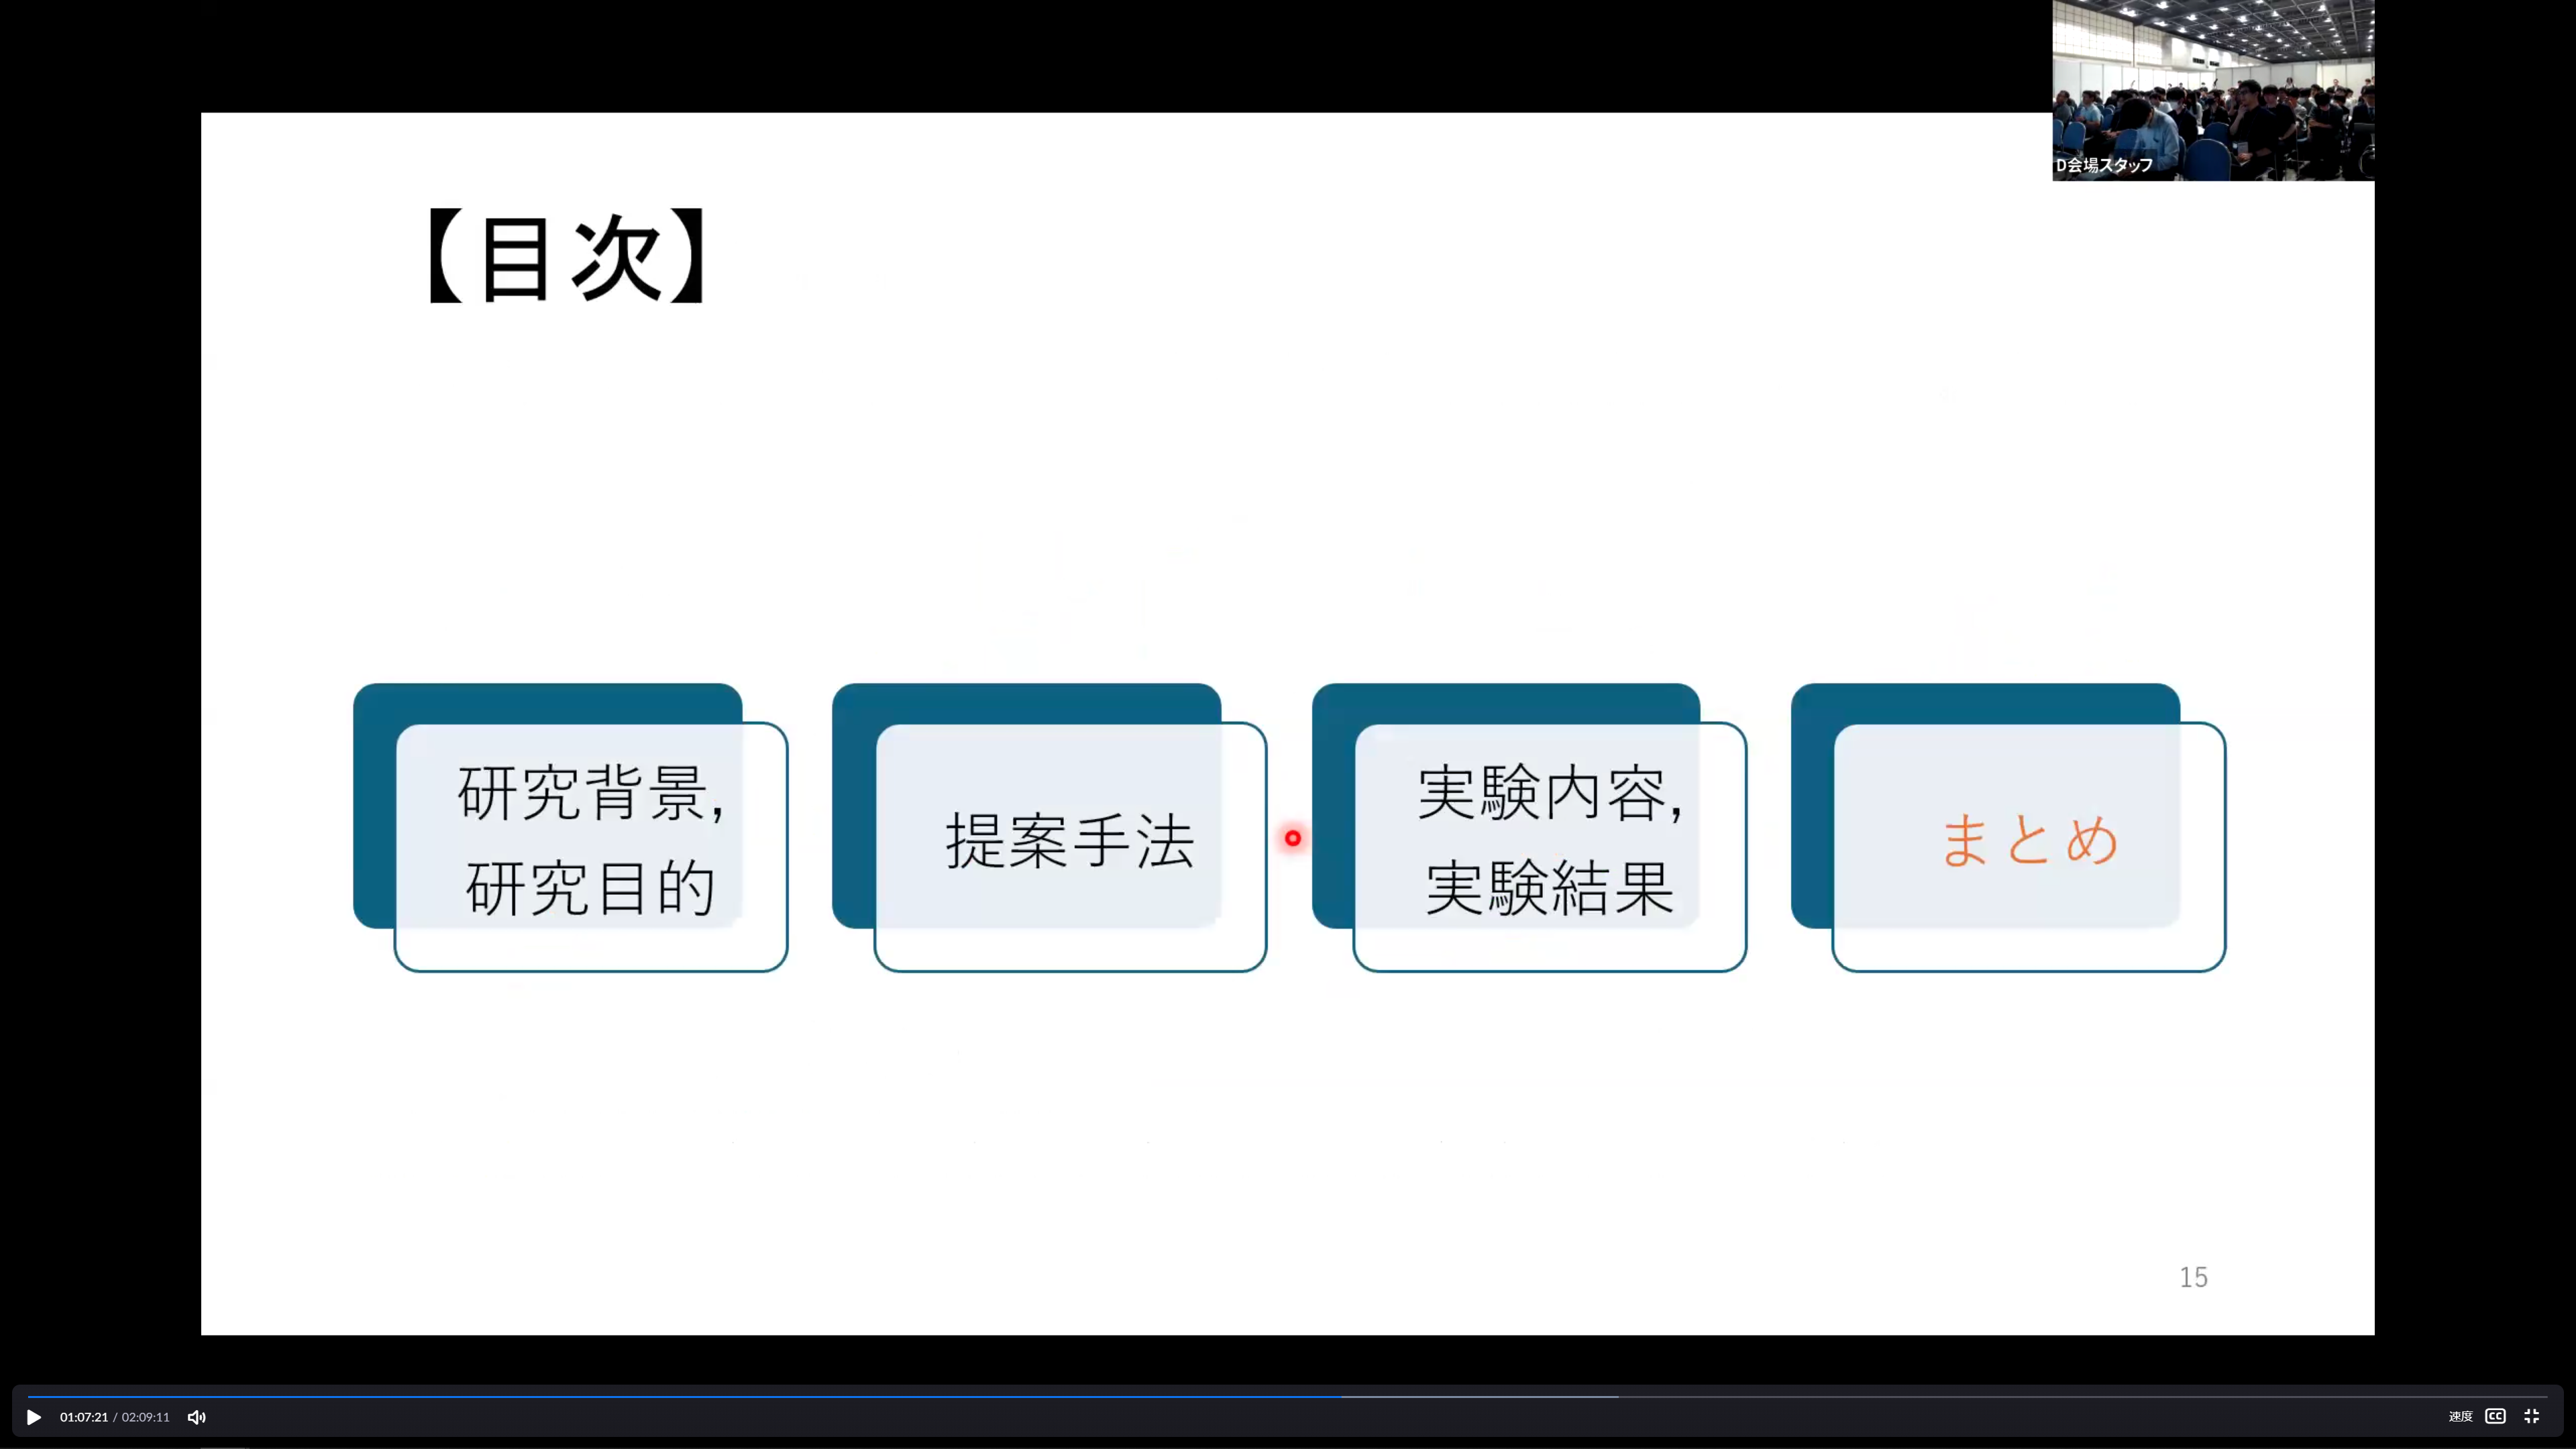 D会場スタッフ
【目次】
研究背景,
研究目的
提案手法
実験内容,
実験結果
まとめ
15
01:07:21 / 02:09:11
速度
CC